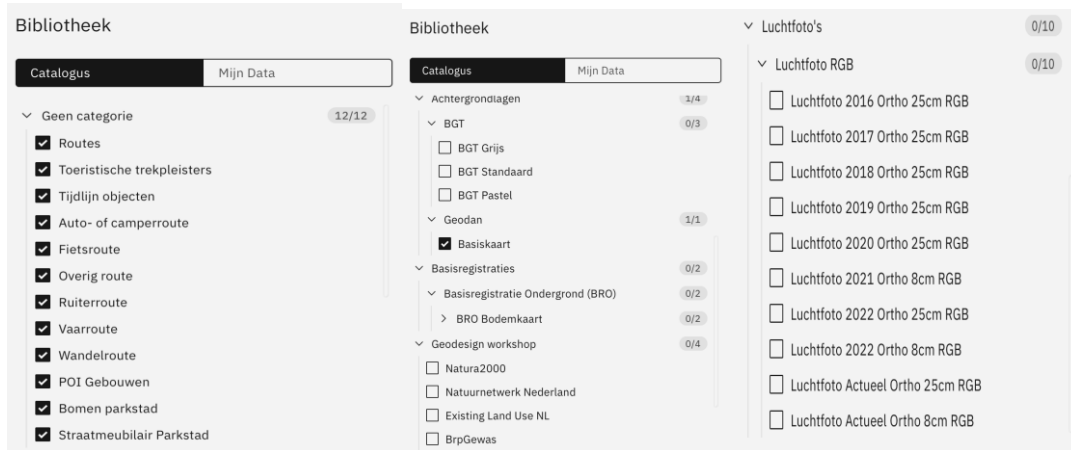 Bibliotheek
Catalogus
Mijn Data
Geen categorie 12/12
Routes
Toeristische trekpleisters
Tijdlijn objecten
Auto- of camperroute
Fietsroute
Overig route
Ruiterroute
Vaarroute
Wandelroute
POI Gebouwen
Bomen parkstad
Straatmeubilair Parkstad
Bibliotheek
Catalogus
Mijn Data
Achtergrondlagen 1/4
BGT 0/3
BGT Grijs
BGT Standaard
BGT Pastel
Geodan 1/1
Basiskaart
Basisregistraties 0/2
Basisregistratie Ondergrond (BRO) 0/2
BRO Bodemkaart 0/2
Geodesign workshop 0/4
Natura2000
Natuurnetwerk Nederland
Existing Land Use NL
BrpGewas
Luchtfoto's 0/10
Luchtfoto RGB 0/10
Luchtfoto 2016 Ortho 25cm RGB
Luchtfoto 2017 Ortho 25cm RGB
Luchtfoto 2018 Ortho 25cm RGB
Luchtfoto 2019 Ortho 25cm RGB
Luchtfoto 2020 Ortho 25cm RGB
Luchtfoto 2021 Ortho 8cm RGB
Luchtfoto 2022 Ortho 25cm RGB
Luchtfoto 2022 Ortho 8cm RGB
Luchtfoto Actueel Ortho 25cm RGB
Luchtfoto Actueel Ortho 8cm RGB